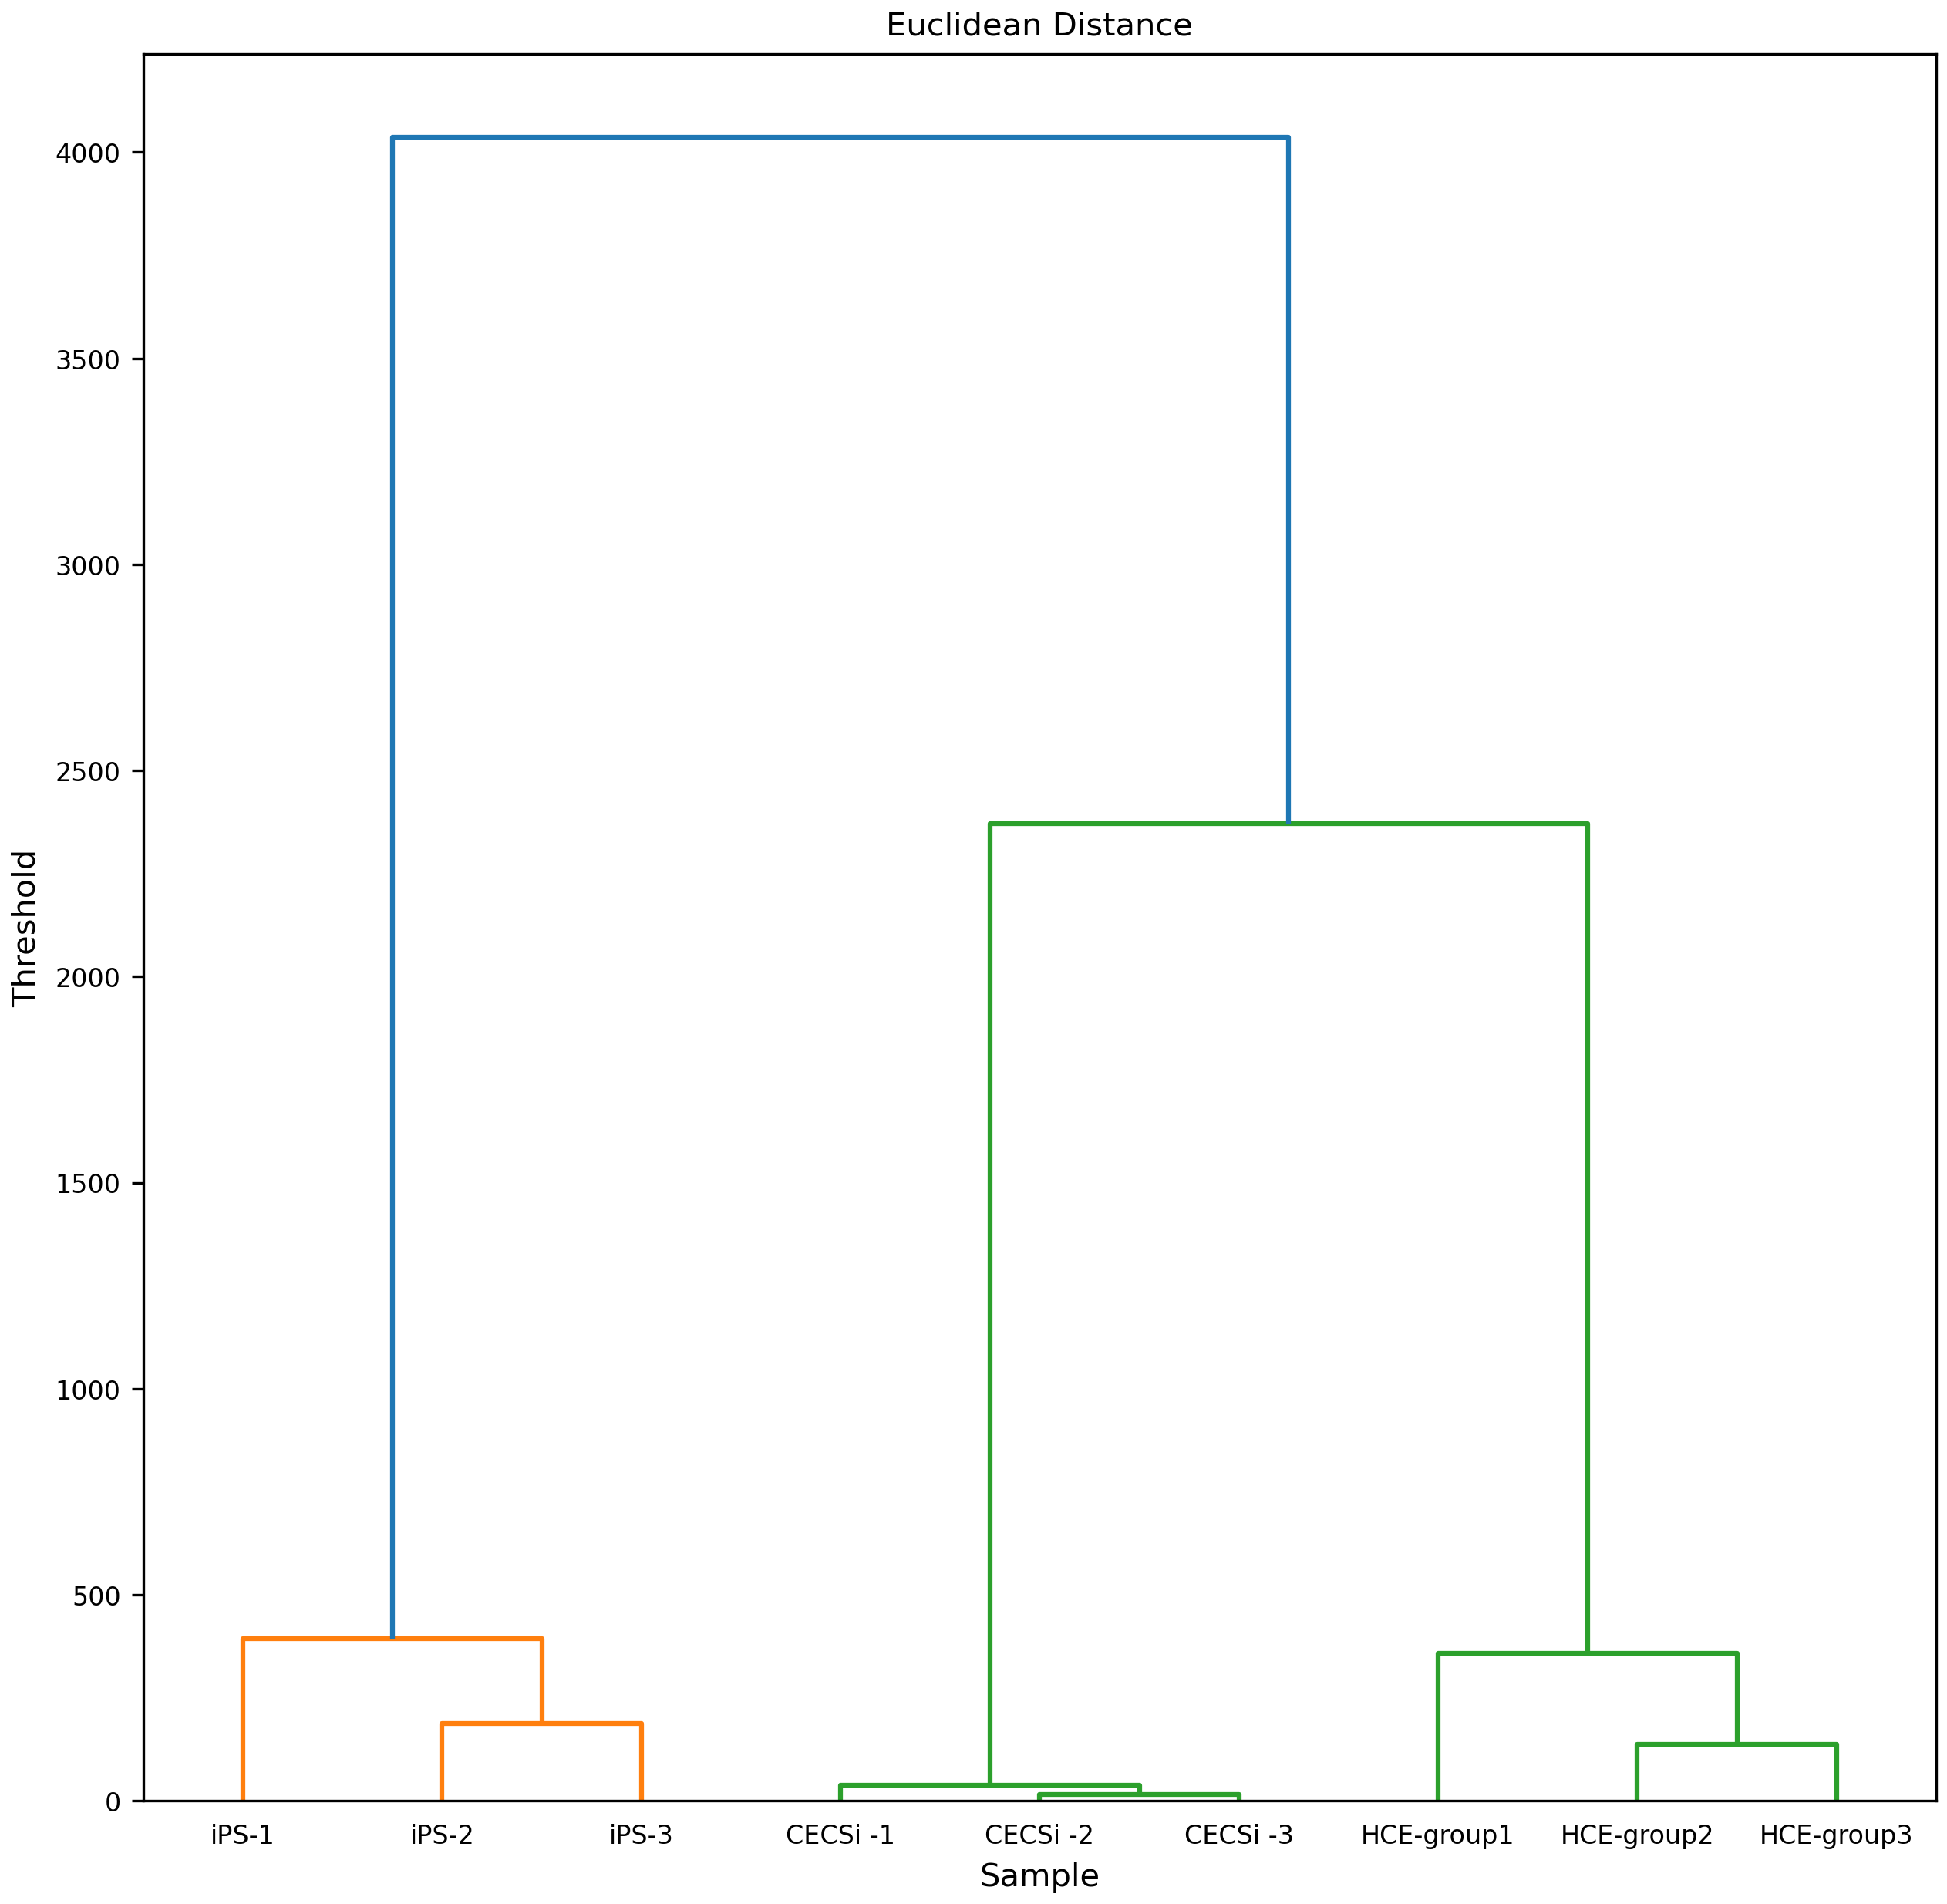 Euclidean Distance
4000
3500
3000
2500
2000
1500
1000
500
0
Threshold
iPS-1 iPS-2 iPS-3 CECSi -1 CECSi -2 CECSi -3 HCE-group1 HCE-group2 HCE-group3
Sample